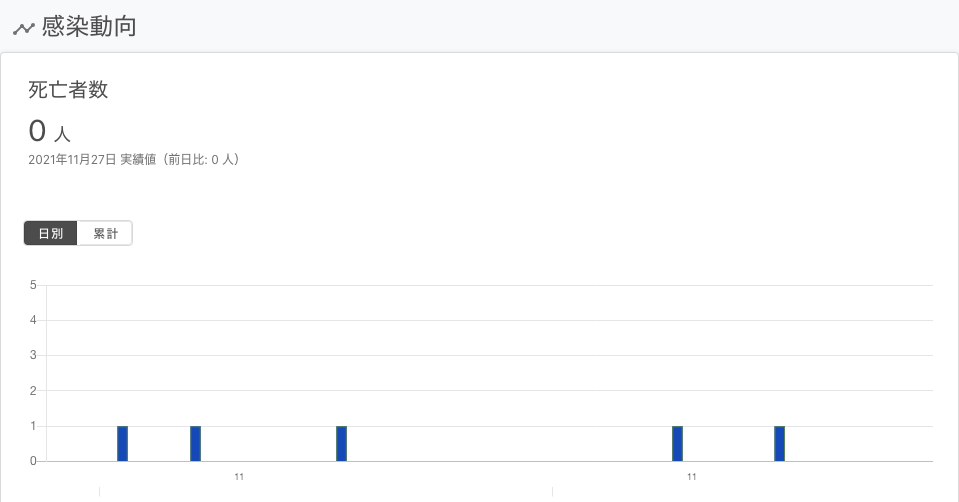 感染動向
死亡者数
0 人
2021年11月27日 実績値（前日比: 0 人）
日別 累計
5
4
3
2
1
0
11 11